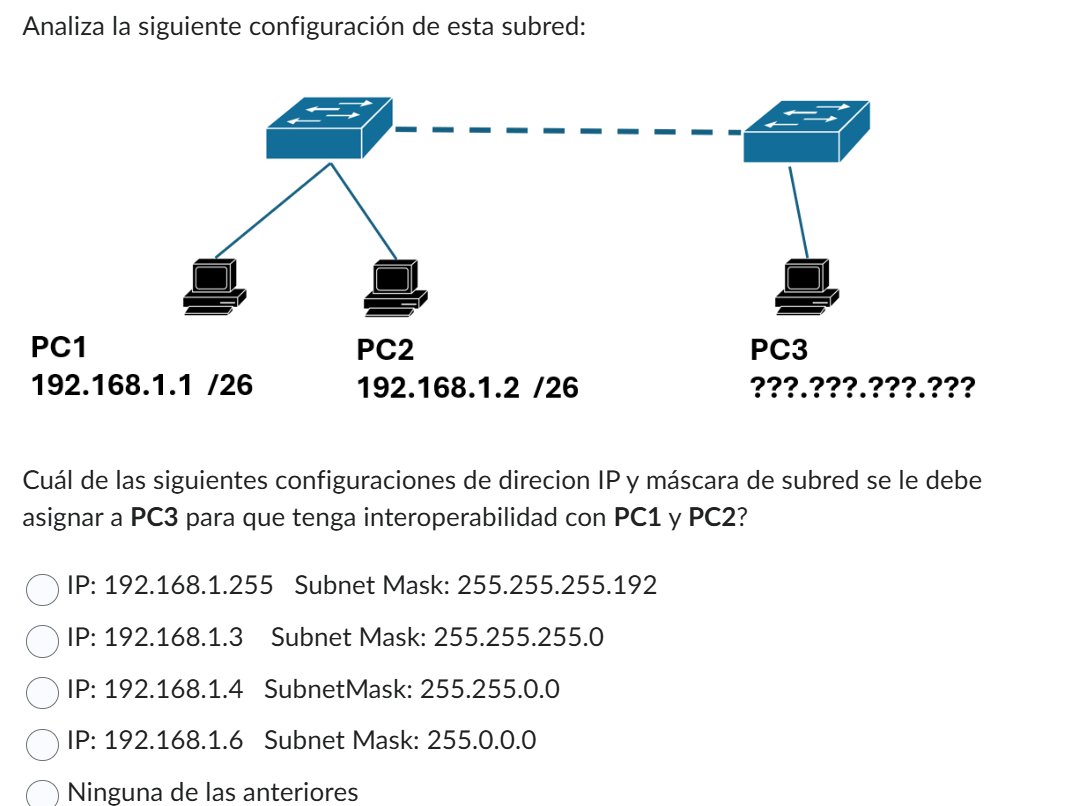 Analiza la siguiente configuración de esta subred:
PC1
192.168.1.1 /26
PC2
192.168.1.2 /26
PC3
???.???.???.???
Cuál de las siguientes configuraciones de direcion IP y máscara de subred se le debe
asignar a PC3 para que tenga interoperabilidad con PC1 y PC2?
IP: 192.168.1.255 Subnet Mask: 255.255.255.192
IP: 192.168.1.3 Subnet Mask: 255.255.255.0
IP: 192.168.1.4 SubnetMask: 255.255.0.0
IP: 192.168.1.6 Subnet Mask: 255.0.0.0
Ninguna de las anteriores